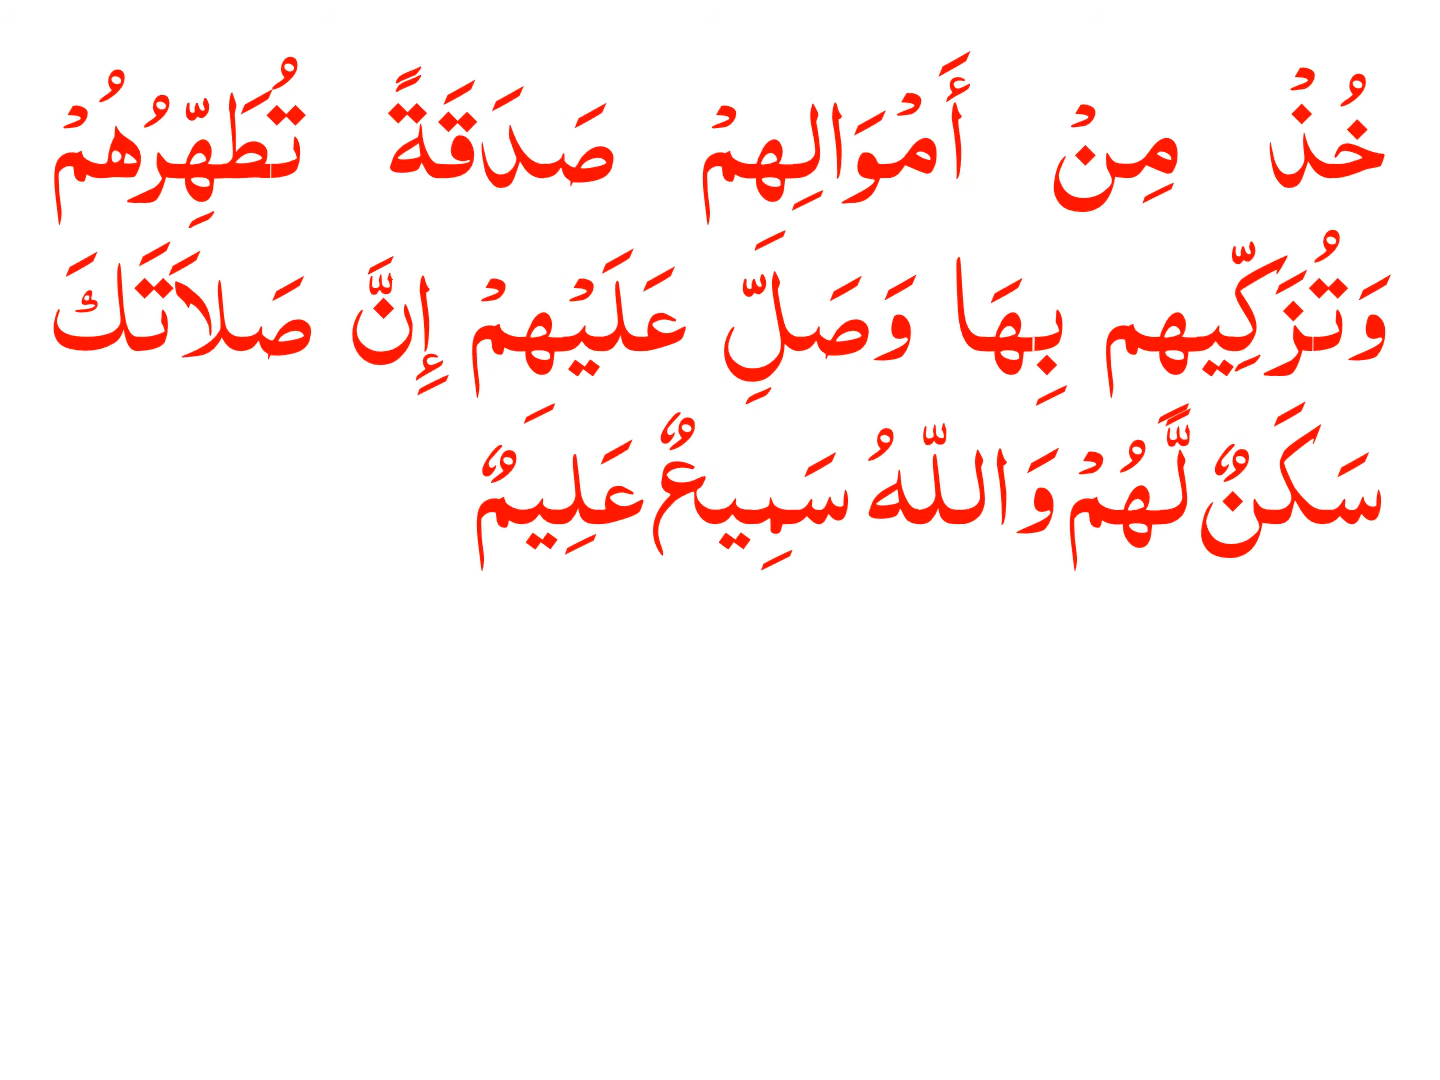 خُذْ مِنْ أَمْوَالِهِمْ صَدَقَةً تُطَهِّرُهُمْ
وَتُزَكِّيهِم بِهَا وَصَلِّ عَلَيْهِمْ إِنَّ صَلاَتَكَ
سَكَنٌ لَّهُمْ وَاللّهُ سَمِيعٌ عَلِيمٌ